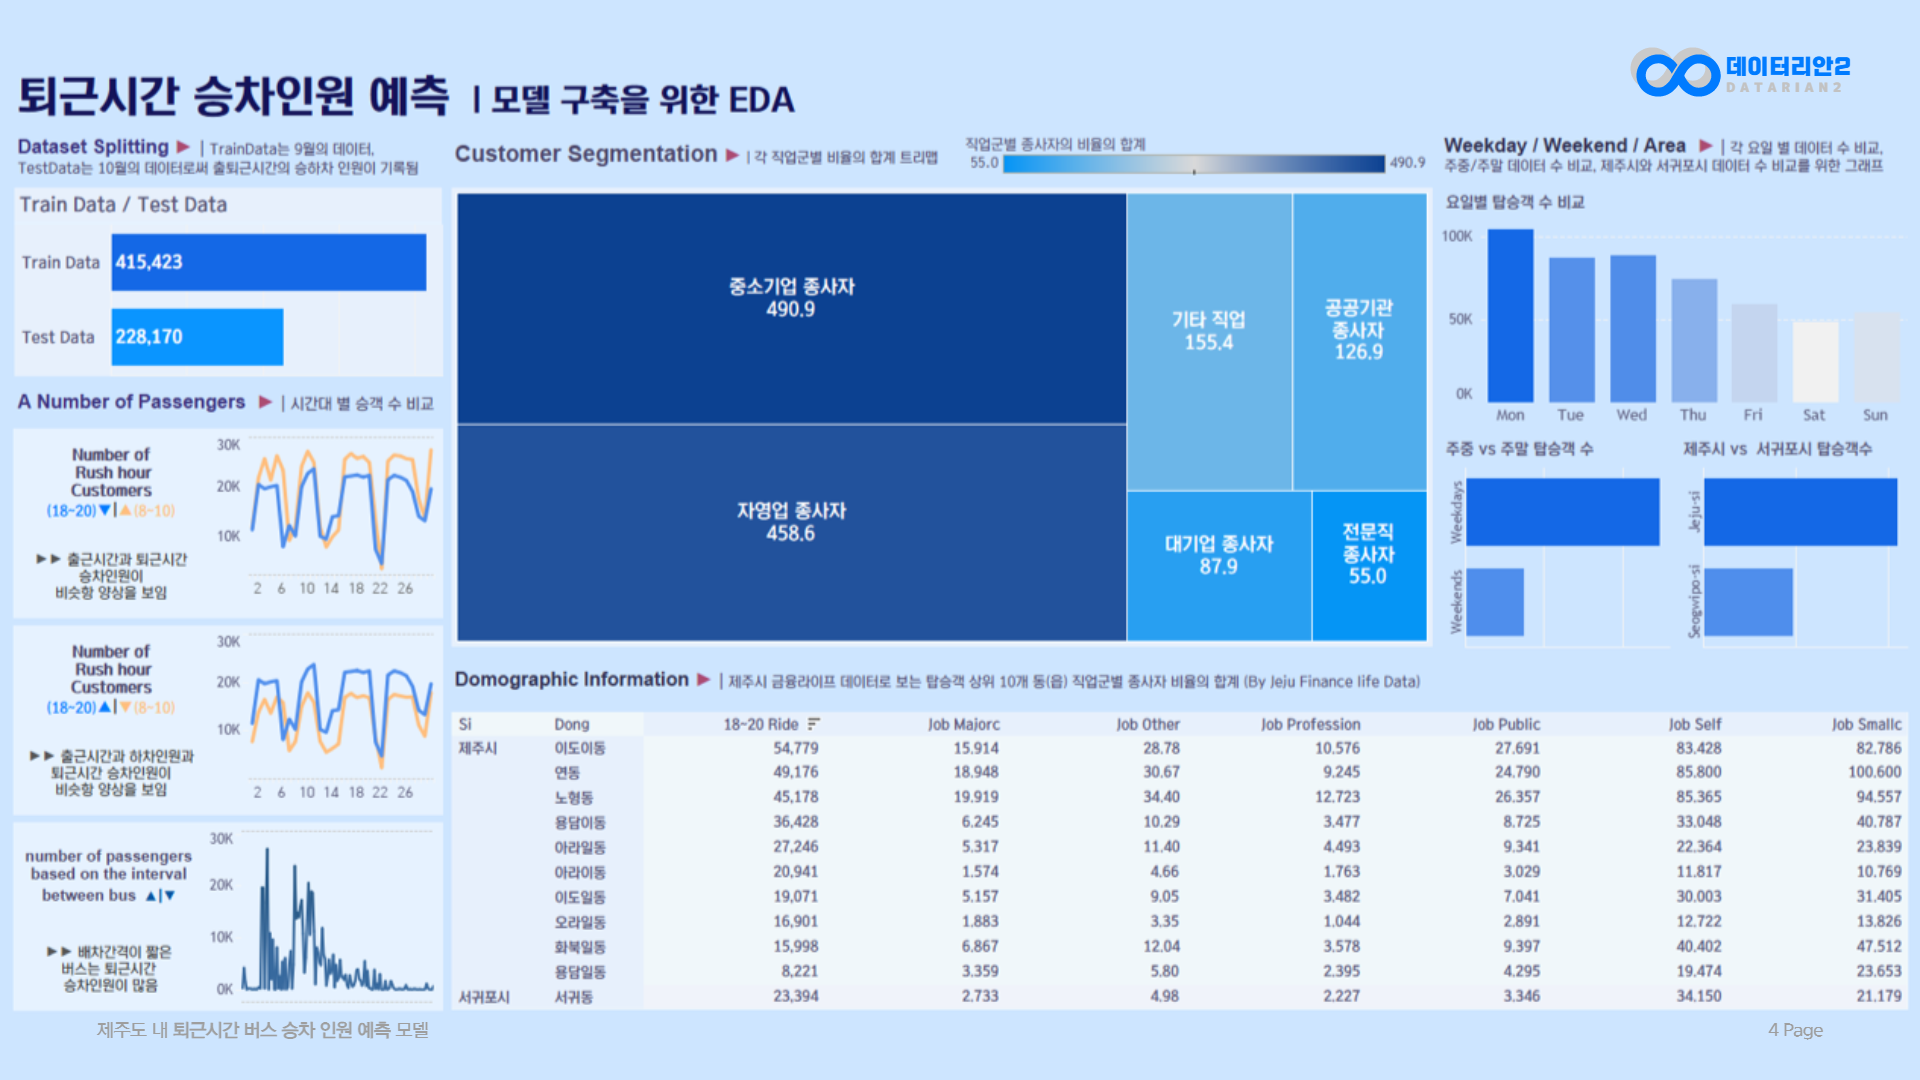 퇴근시간 승차인원 예측 | 모델 구축을 위한 EDA
데이터리안2
DATARIAN2
Dataset Splitting ▶ | TrainData는 9월의 데이터,
TestData는 10월의 데이터로써 출퇴근시간의 승하차 인원이 기록됨
Train Data / Test Data
Train Data 415,423
Test Data 228,170
A Number of Passengers ▶ | 시간대 별 승객 수 비교
Number of
Rush hour
Customers
(18~20)▼|▲(8~10)
▶▶ 출근시간과 퇴근시간
승차인원이
비슷항 양상을 보임
30K
20K
10K
2 6 10 14 18 22 26
Number of
Rush hour
Customers
(18~20)▲|▼(8~10)
▶▶ 출근시간과 하차인원과
퇴근시간 승차인원이
비슷항 양상을 보임
30K
20K
10K
2 6 10 14 18 22 26
number of passengers
based on the interval
between bus ▲|▼
▶▶ 배차간격이 짧은
버스는 퇴근시간
승차인원이 많음
30K
20K
10K
0K
Customer Segmentation ▶ | 각 직업군별 비율의 합계 트리맵
직업군별 종사자의 비율의 합계
55.0 490.9
중소기업 종사자
490.9
자영업 종사자
458.6
기타 직업
155.4
공공기관
종사자
126.9
대기업 종사자
87.9
전문직
종사자
55.0
Weekday / Weekend / Area ▶ | 각 요일 별 데이터 수 비교,
주중/주말 데이터 수 비교, 제주시와 서귀포시 데이터 수 비교를 위한 그래프
요일별 탑승객 수 비교
100K
50K
0K
Mon Tue Wed Thu Fri Sat Sun
주중 vs 주말 탑승객 수
Weekdays
Weekends
제주시 vs 서귀포시 탑승객수
Jeju-si
Seogwipo-si
Domographic Information ▶ | 제주시 금융라이프 데이터로 보는 탑승객 상위 10개 동(읍) 직업군별 종사자 비율의 합계 (By Jeju Finance life Data)
Si Dong 18~20 Ride Job Majorc Job Other Job Profession Job Public Job Self Job Smallc
제주시 이도이동 54,779 15.914 28.78 10.576 27.691 83.428 82.786
연동 49,176 18.948 30.67 9.245 24.790 85.800 100.600
노형동 45,178 19.919 34.40 12.723 26.357 85.365 94.557
용담이동 36,428 6.245 10.29 3.477 8.725 33.048 40.787
아라일동 27,246 5.317 11.40 4.493 9.341 22.364 23.839
아라이동 20,941 1.574 4.66 1.763 3.029 11.817 10.769
이도일동 19,071 5.157 9.05 3.482 7.041 30.003 31.405
오라일동 16,901 1.883 3.35 1.044 2.891 12.722 13.826
화북일동 15,998 6.867 12.04 3.578 9.397 40.402 47.512
용담일동 8,221 3.359 5.80 2.395 4.295 19.474 23.653
서귀포시 서귀동 23,394 2.733 4.98 2.227 3.346 34.150 21.179
제주도 내 퇴근시간 버스 승차 인원 예측 모델
4 Page